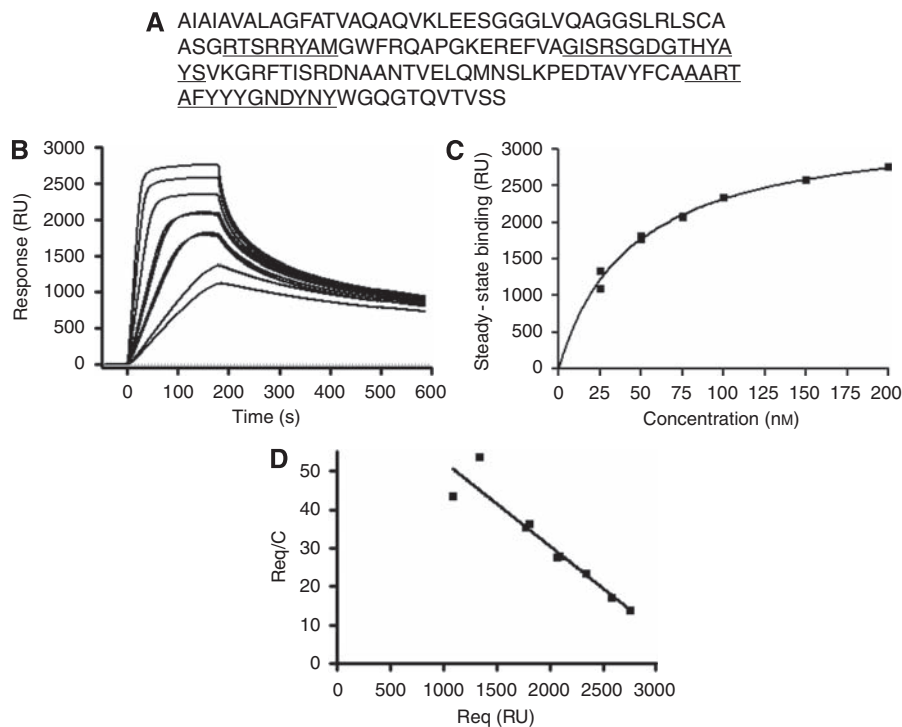 A AIAIAVALAGFATVAQAQVKLEESGGGLVQAGGSLRLSCA
ASGRTSRRYAMGWFRQAPGKEREFVAGISRSGDGTHYA
YSVKGRFTISRDNAANTVELQMNSLKPEDTAVYFCAAART
AFYYYGNDYNYWGQGTQVTVSS
B
3000
2500
2000
1500
1000
500
0
Response (RU)
0 100 200 300 400 500 600
Time (s)
C
3000
2500
2000
1500
1000
500
0
Steady-state binding (RU)
0 25 50 75 100 125 150 175 200
Concentration (nM)
D
50
40
30
20
10
0
Req/C
0 500 1000 1500 2000 2500 3000
Req (RU)